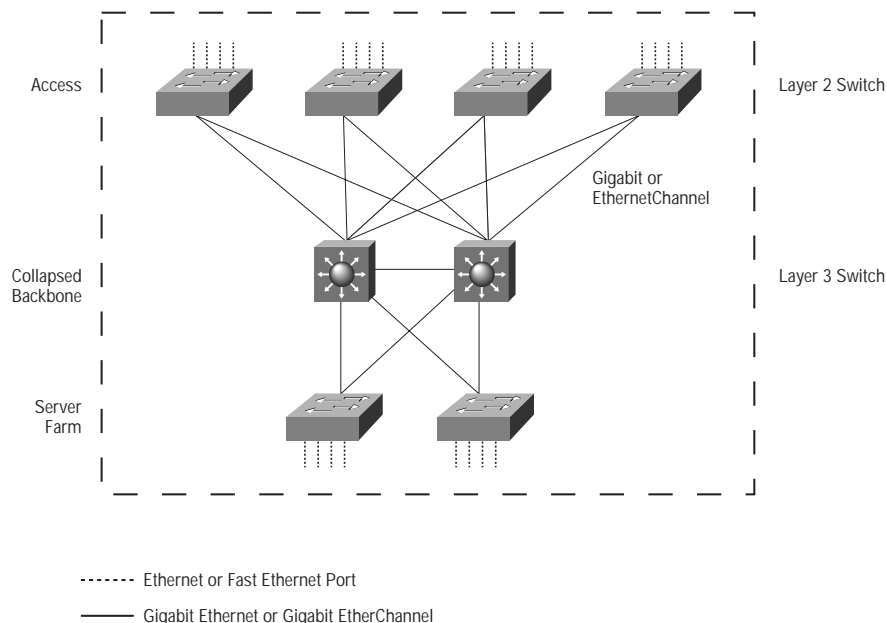 Access
Layer 2 Switch
Gigabit or
EthernetChannel
Collapsed
Backbone
Layer 3 Switch
Server
Farm
Ethernet or Fast Ethernet Port
Gigabit Ethernet or Gigabit EtherChannel